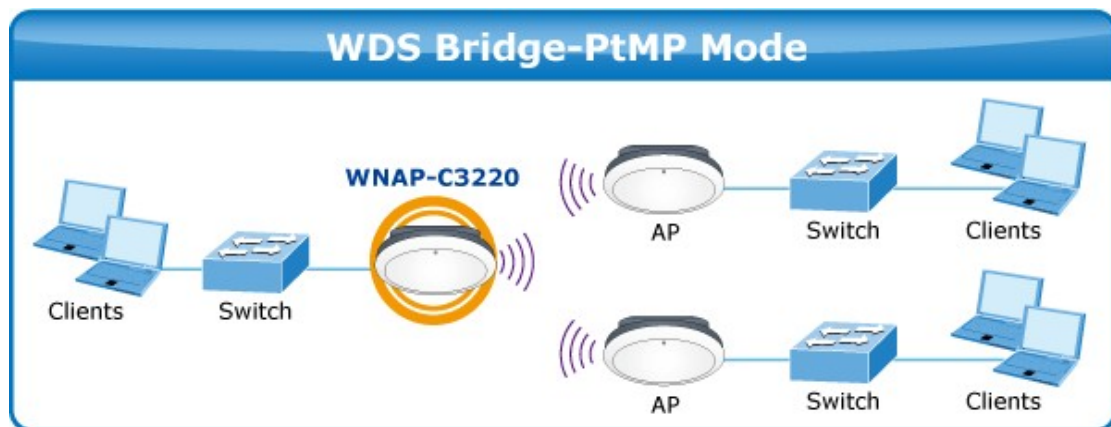 WDS Bridge-PtMP Mode
WNAP-C3220
Clients
Switch
AP
Switch
Clients
AP
Switch
Clients